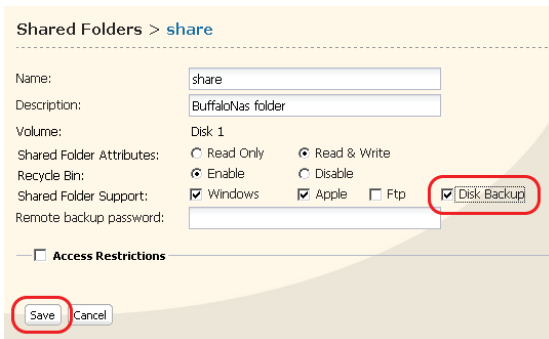 Shared Folders > share
Name: share
Description: BuffaloNas folder
Volume: Disk 1
Shared Folder Attributes: Read Only Read & Write
Recycle Bin: Enable Disable
Shared Folder Support: Windows Apple Ftp Disk Backup
Remote backup password:
Access Restrictions
Save Cancel